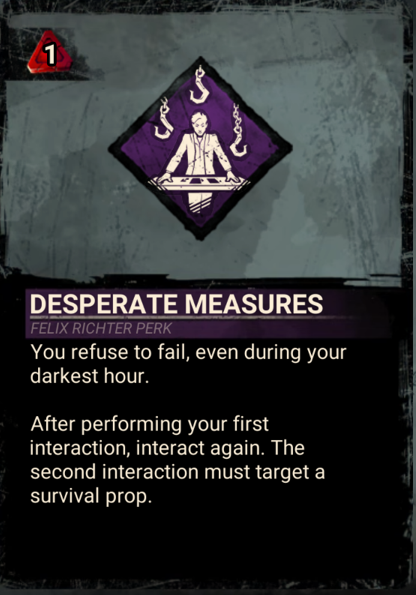 1
DESPERATE MEASURES
FELIX RICHTER PERK
You refuse to fail, even during your
darkest hour.
After performing your first
interaction, interact again. The
second interaction must target a
survival prop.